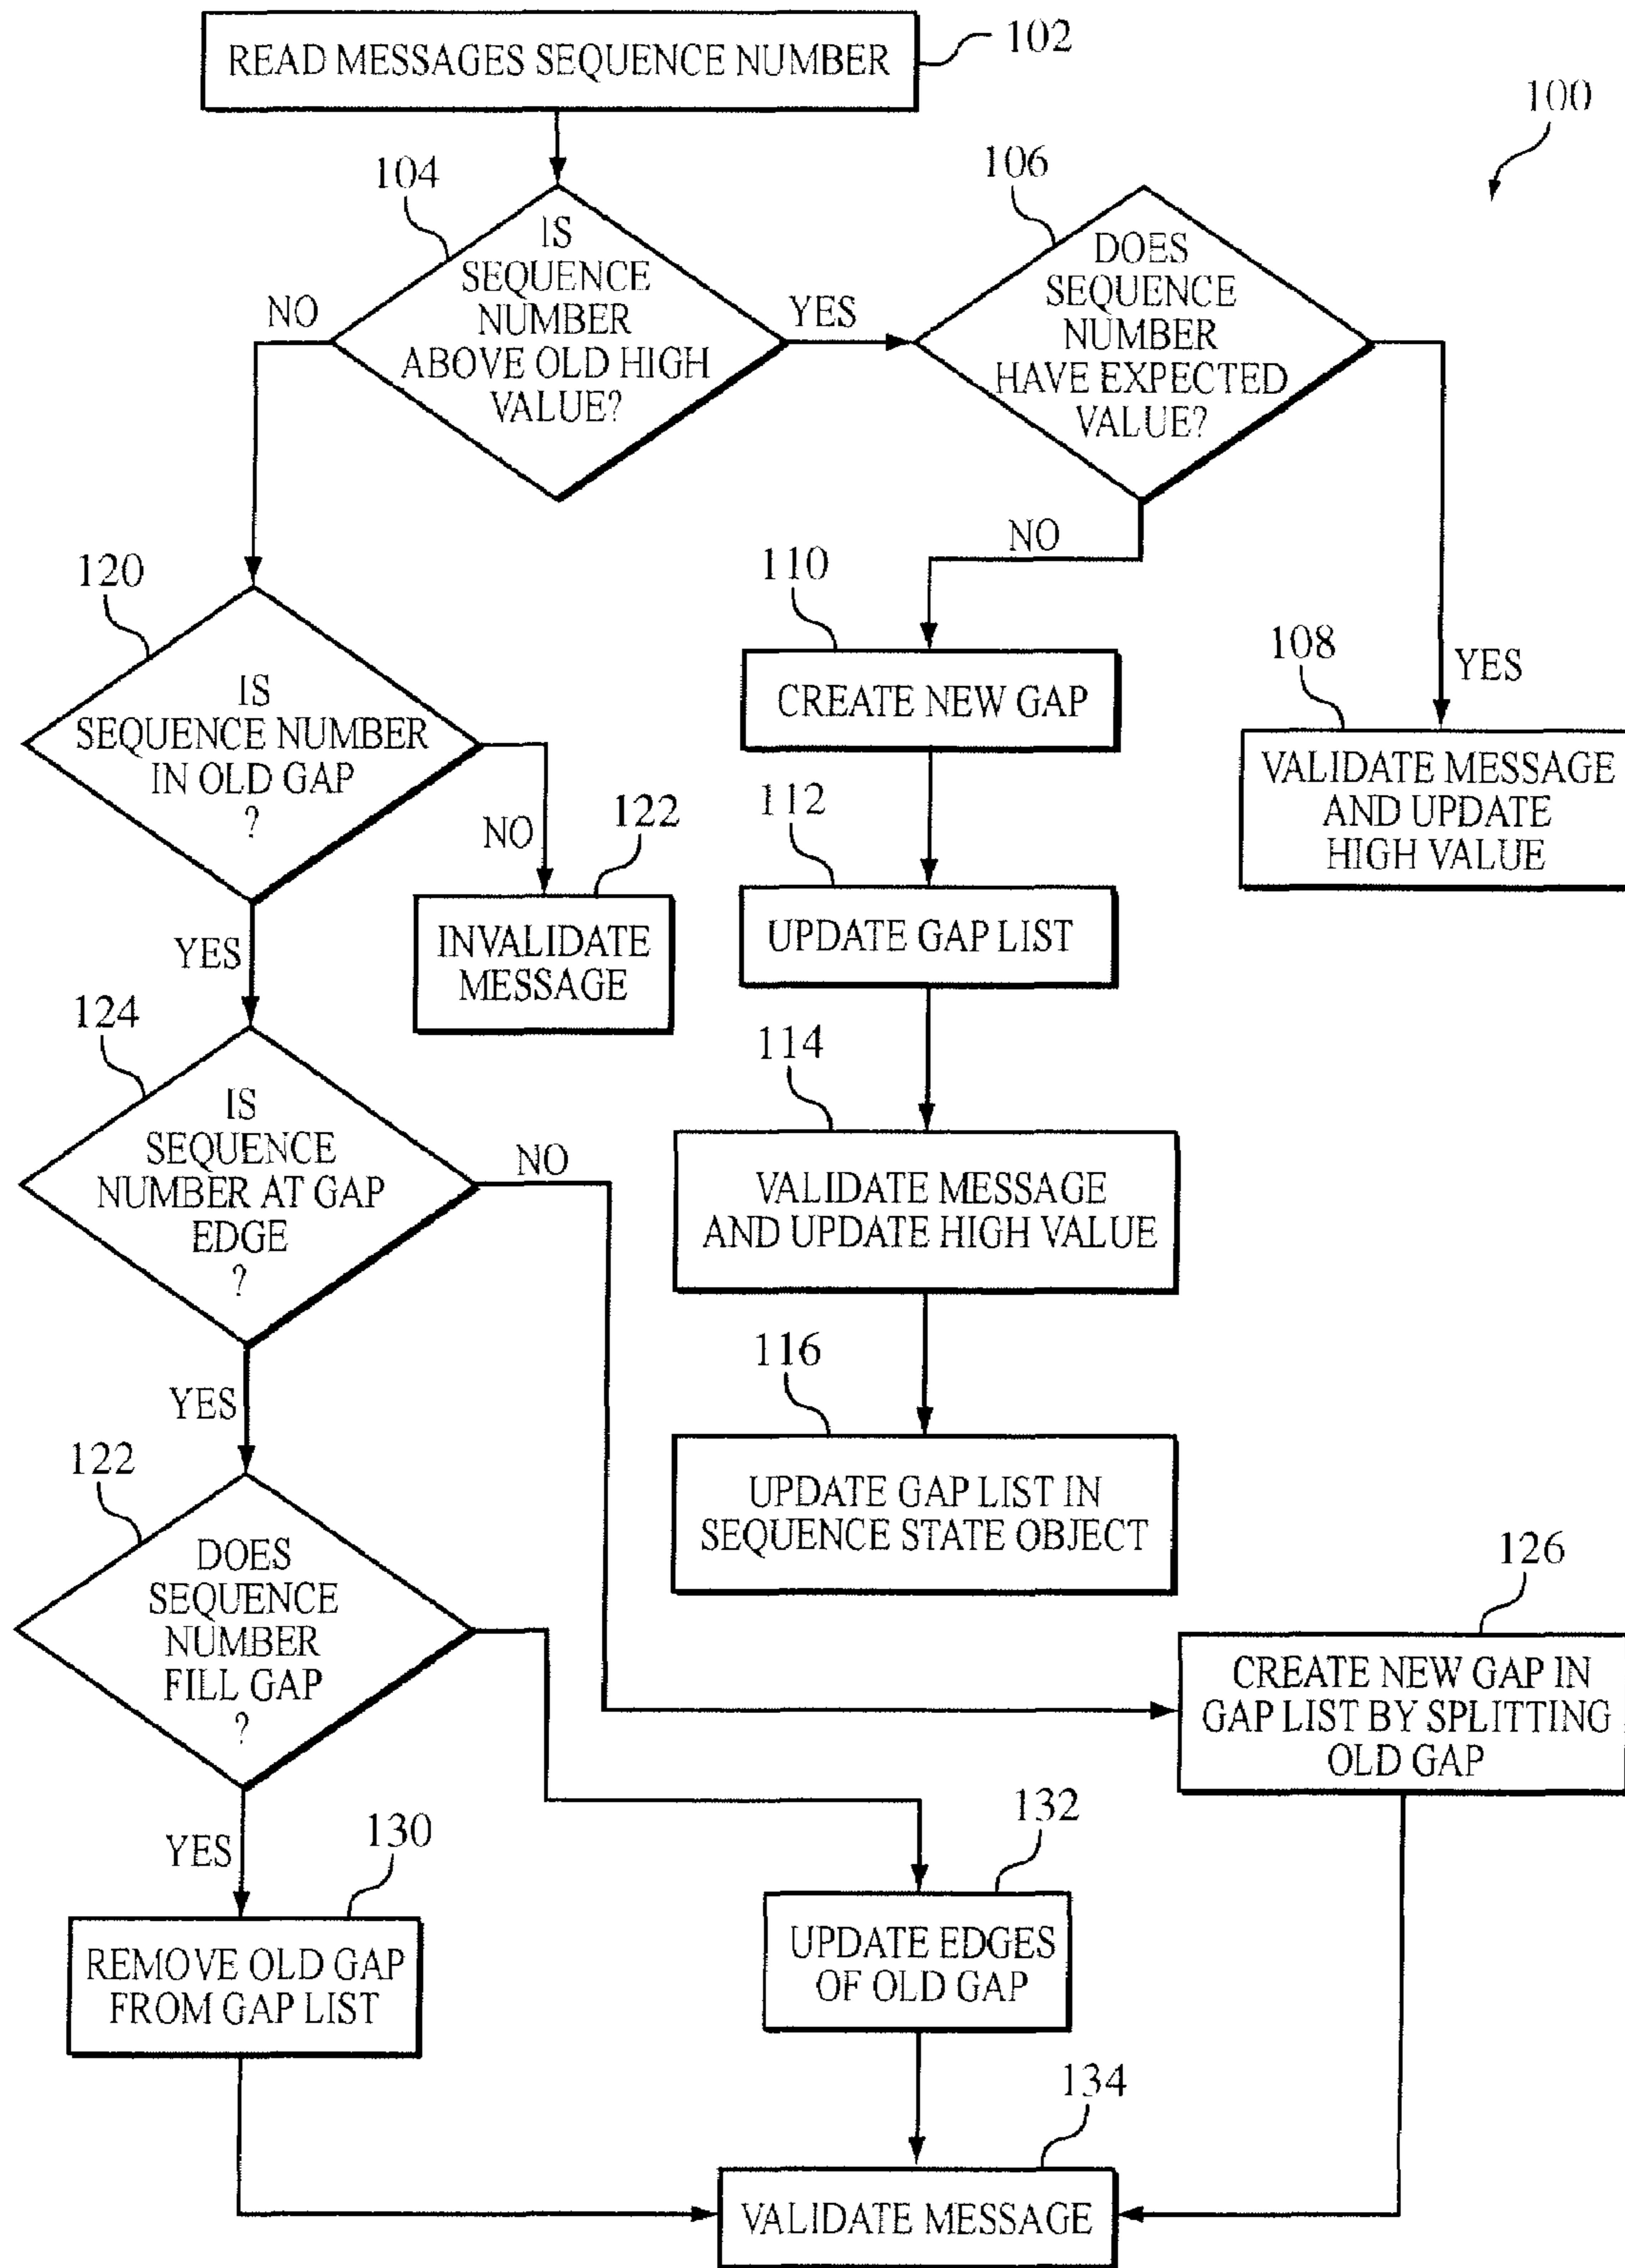 READ MESSAGES SEQUENCE NUMBER
102
100
104
IS
SEQUENCE
NUMBER
ABOVE OLD HIGH
VALUE?
NO
YES
106
DOES
SEQUENCE
NUMBER
HAVE EXPECTED
VALUE?
NO
YES
108
VALIDATE MESSAGE
AND UPDATE
HIGH VALUE
110
CREATE NEW GAP
112
UPDATE GAP LIST
114
VALIDATE MESSAGE
AND UPDATE HIGH VALUE
116
UPDATE GAP LIST IN
SEQUENCE STATE OBJECT
120
IS
SEQUENCE NUMBER
IN OLD GAP
?
NO
122
INVALIDATE
MESSAGE
YES
124
IS
SEQUENCE
NUMBER AT GAP
EDGE
?
NO
YES
122
DOES
SEQUENCE
NUMBER
FILL GAP
?
126
CREATE NEW GAP IN
GAP LIST BY SPLITTING
OLD GAP
YES
130
REMOVE OLD GAP
FROM GAP LIST
132
UPDATE EDGES
OF OLD GAP
134
VALIDATE MESSAGE